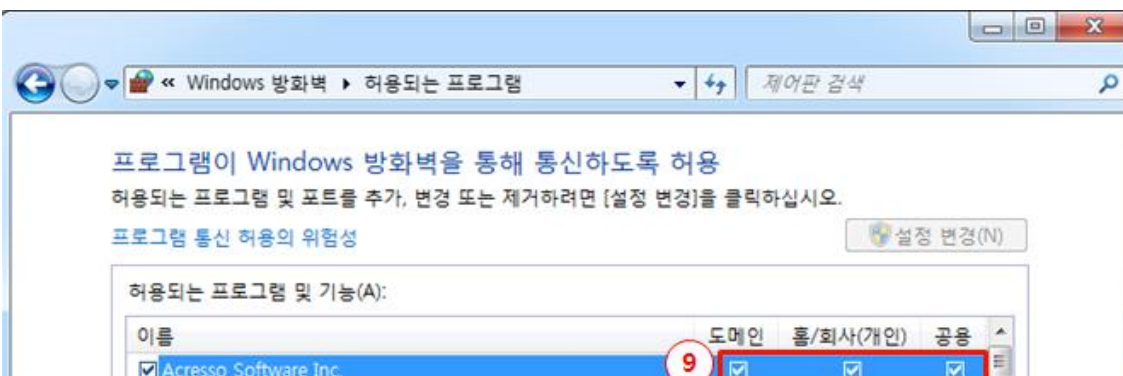 « Windows 방화벽 ▸ 허용되는 프로그램 제어판 검색
프로그램이 Windows 방화벽을 통해 통신하도록 허용
허용되는 프로그램 및 포트를 추가, 변경 또는 제거하려면 [설정 변경]을 클릭하십시오.
프로그램 통신 허용의 위험성 설정 변경(N)
허용되는 프로그램 및 기능(A):
이름 도메인 홈/회사(개인) 공용
Acresso Software Inc. 9